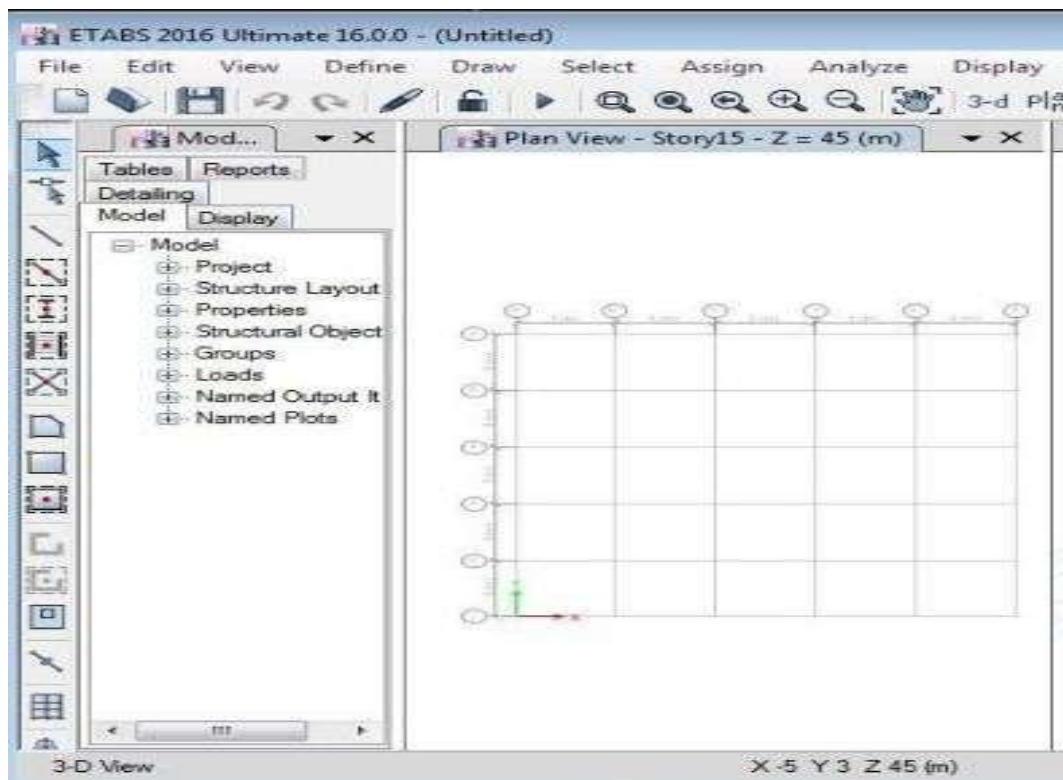 ETABS 2016 Ultimate 16.0.0 - (Untitled)
File Edit View Define Draw Select Assign Analyze Display
3-d
Mod...
Plan View - Story15 - Z = 45 (m)
Tables Reports
Detailing
Model Display
Model
Project
Structure Layout
Properties
Structural Object
Groups
Loads
Named Output It
Named Plots
X
3-D View
X -5 Y 3 Z 45 (m)